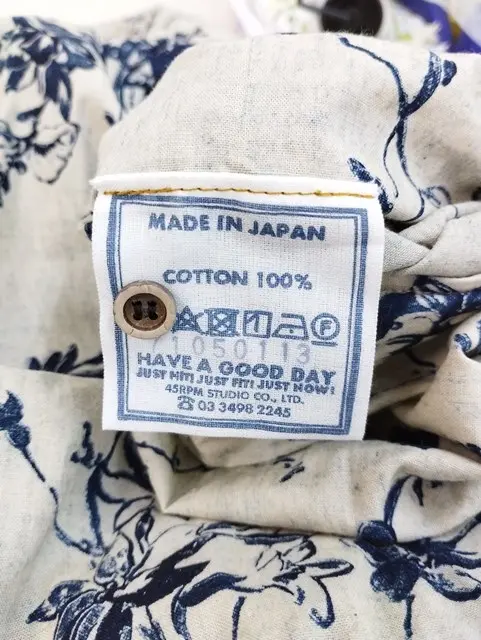 MADE IN JAPAN
COTTON 100%
1050113
HAVE A GOOD DAY
JUST HIT! JUST FIT! JUST NOW!
45RPM STUDIO CO., LTD.
☎ 03 3498 2245